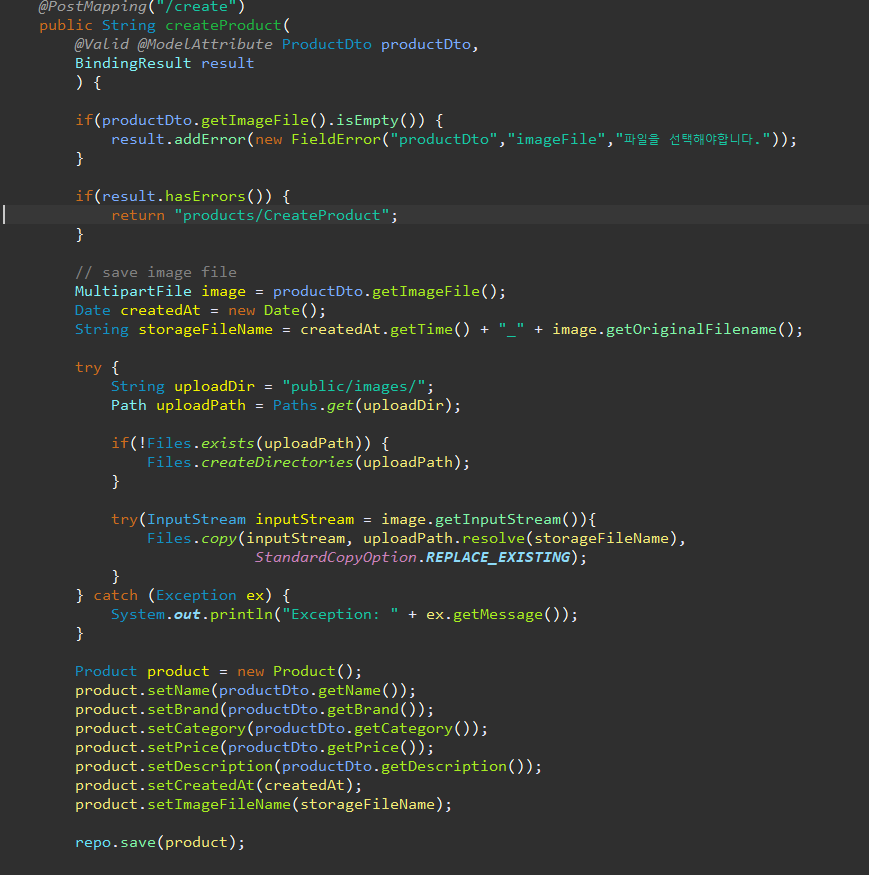 @PostMapping("/create")
public String createProduct(
@Valid @ModelAttribute ProductDto productDto,
BindingResult result
) {
if(productDto.getImageFile().isEmpty()) {
result.addError(new FieldError("productDto","imageFile","파일을 선택해야합니다."));
}
if(result.hasErrors()) {
return "products/CreateProduct";
}
// save image file
MultipartFile image = productDto.getImageFile();
Date createdAt = new Date();
String storageFileName = createdAt.getTime() + "_" + image.getOriginalFilename();
try {
String uploadDir = "public/images/";
Path uploadPath = Paths.get(uploadDir);
if(!Files.exists(uploadPath)) {
Files.createDirectories(uploadPath);
}
try(InputStream inputStream = image.getInputStream()){
Files.copy(inputStream, uploadPath.resolve(storageFileName),
StandardCopyOption.REPLACE_EXISTING);
}
} catch (Exception ex) {
System.out.println("Exception: " + ex.getMessage());
}
Product product = new Product();
product.setName(productDto.getName());
product.setBrand(productDto.getBrand());
product.setCategory(productDto.getCategory());
product.setPrice(productDto.getPrice());
product.setDescription(productDto.getDescription());
product.setCreatedAt(createdAt);
product.setImageFileName(storageFileName);
repo.save(product);